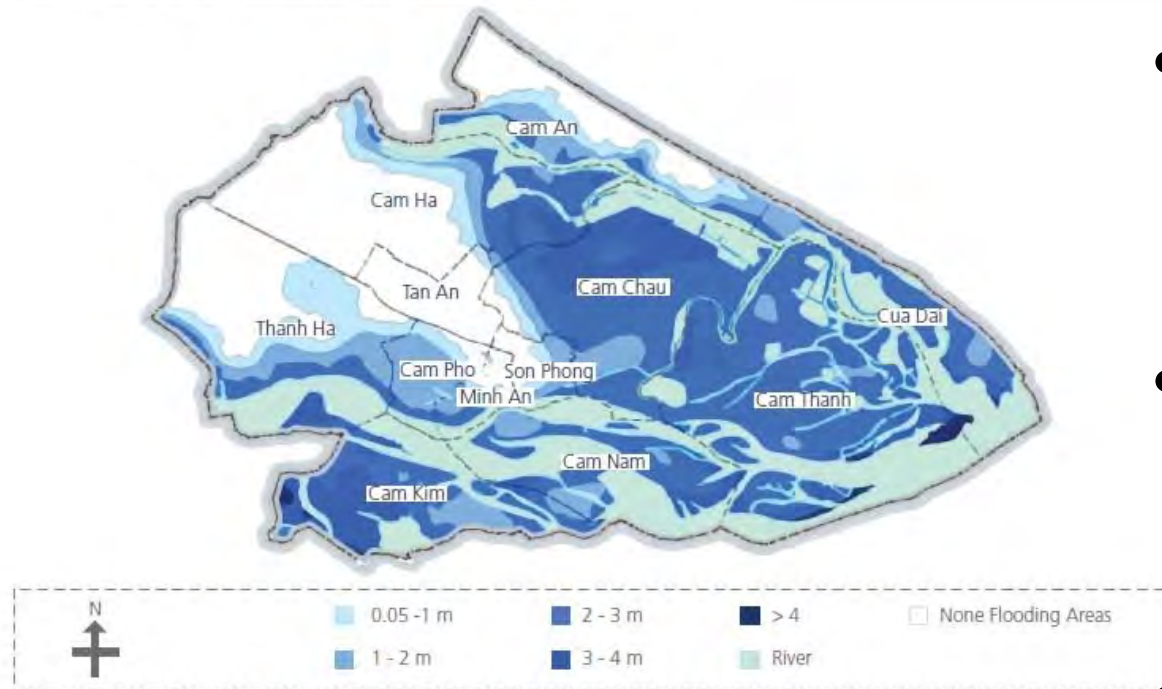 Cam An
Cam Ha
Cam Chau
Tan An
Cua Dai
Thanh Ha
Cam Pho
Son Phong
Minh An
Cam Thanh
Cam Nam
Cam Kim
N
0.05 -1 m
2 - 3 m
> 4
None Flooding Areas
1 - 2 m
3 - 4 m
River